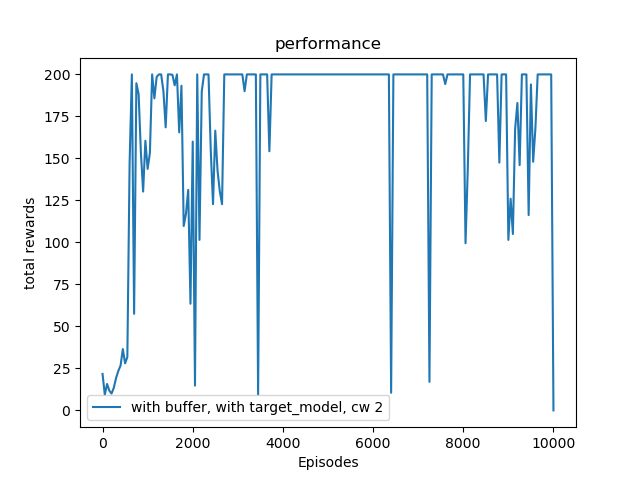 performance
total rewards
200
175
150
125
100
75
50
25
0
with buffer, with target_model, cw 2
0 2000 4000 6000 8000 10000
Episodes